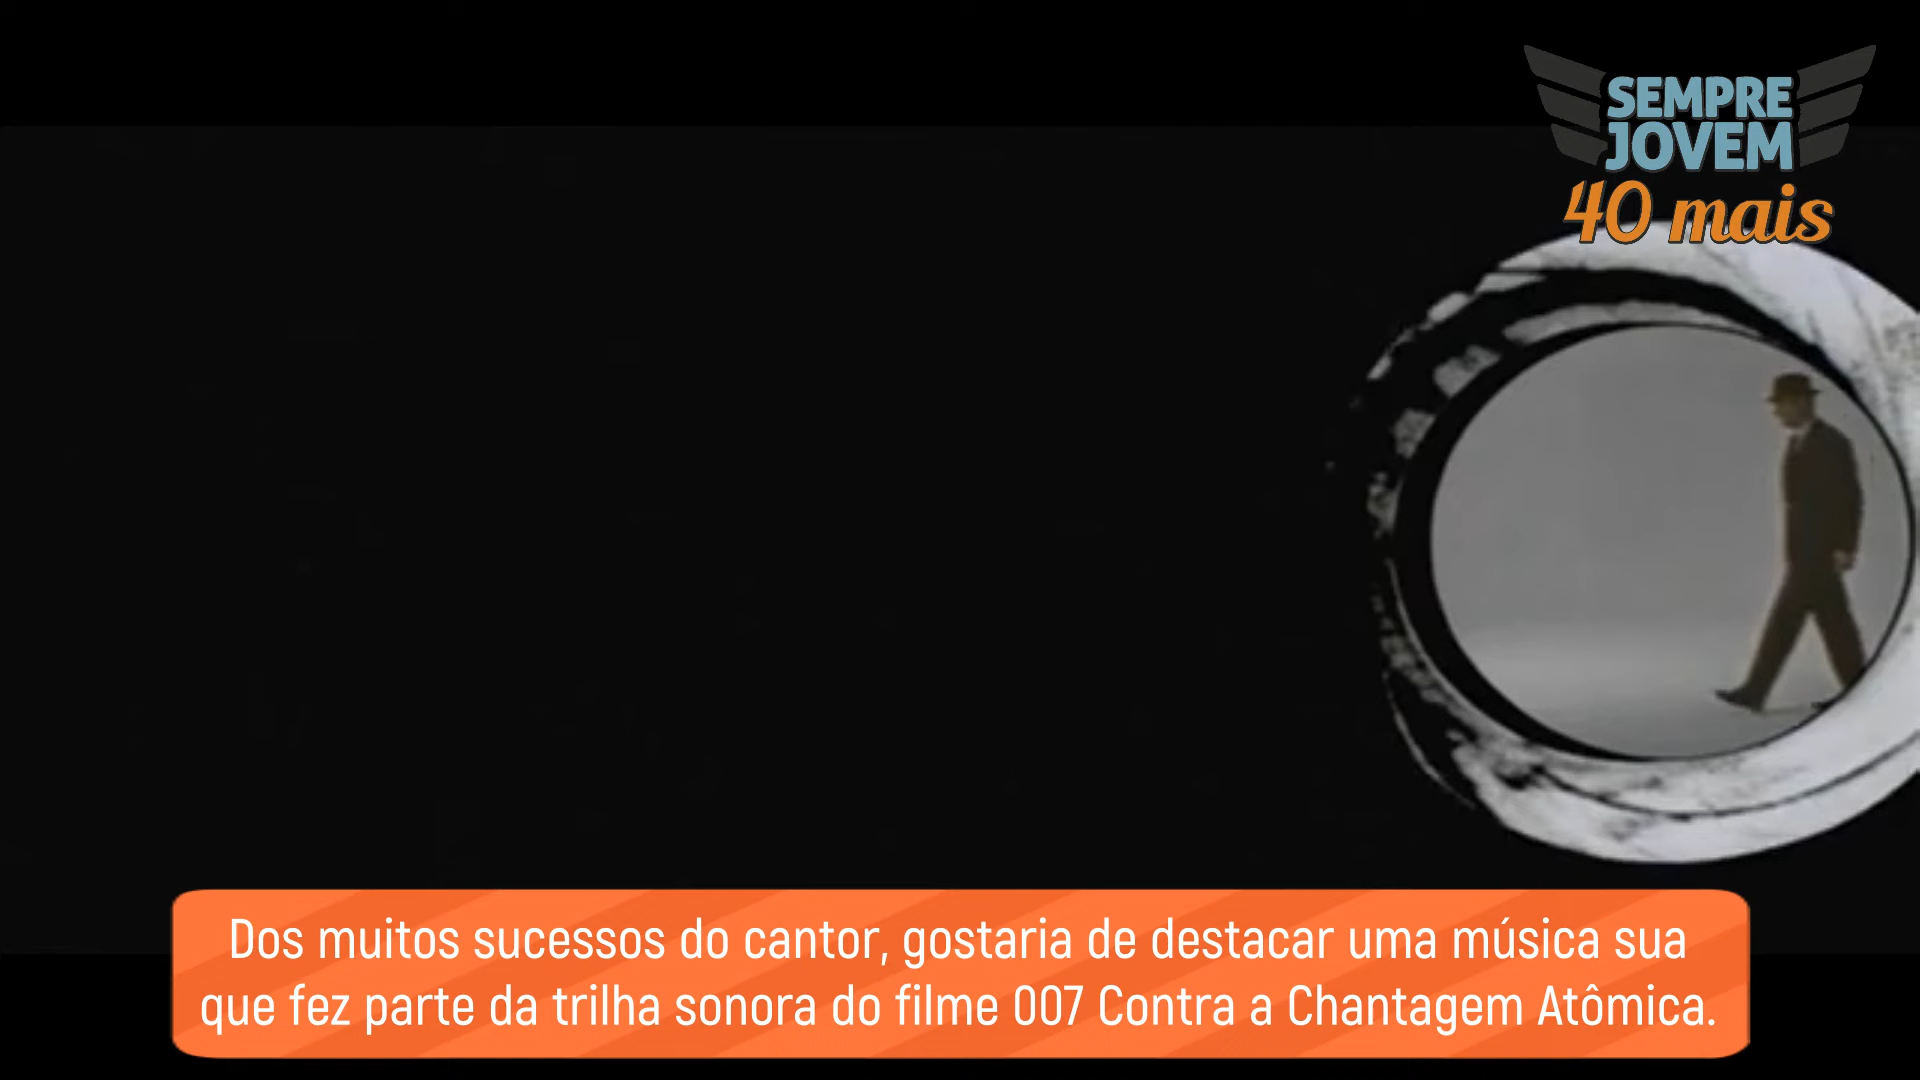 SEMPRE
JOVEM
40 mais
Dos muitos sucessos do cantor, gostaria de destacar uma música sua
que fez parte da trilha sonora do filme 007 Contra a Chantagem Atômica.